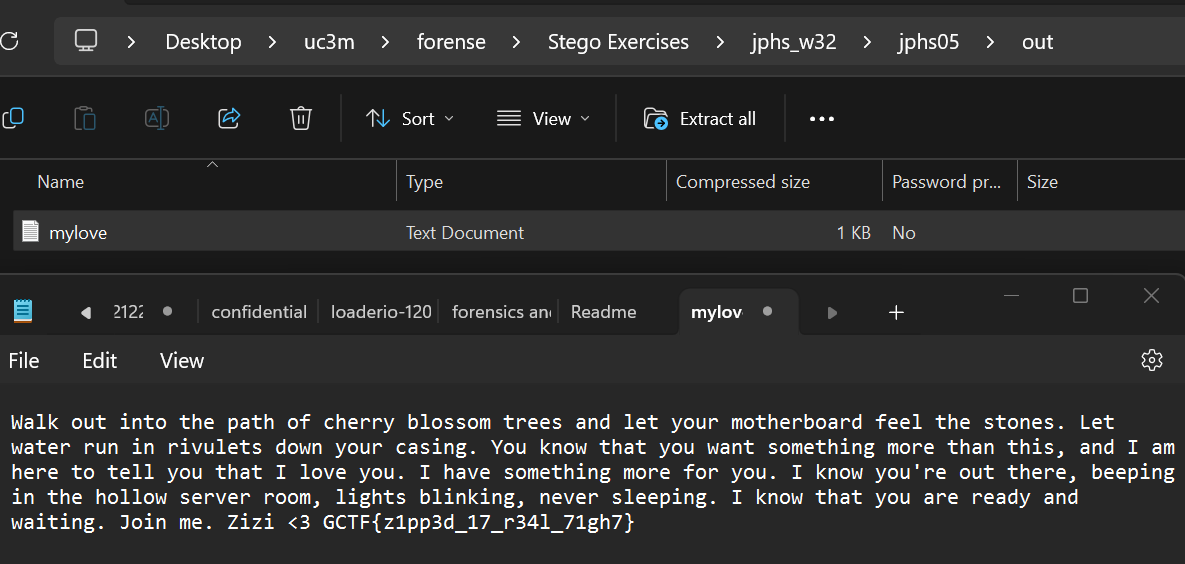 Desktop > uc3m > forense > Stego Exercises > jphs_w32 > jphs05 > out
Sort View Extract all
Name Type Compressed size Password pr... Size
mylove Text Document 1 KB No
2122 confidential loaderio-120 forensics an Readme mylov
File Edit View
Walk out into the path of cherry blossom trees and let your motherboard feel the stones. Let
water run in rivulets down your casing. You know that you want something more than this, and I am
here to tell you that I love you. I have something more for you. I know you're out there, beeping
in the hollow server room, lights blinking, never sleeping. I know that you are ready and
waiting. Join me. Zizi <3 GCTF{z1pp3d_17_r34l_71gh7}